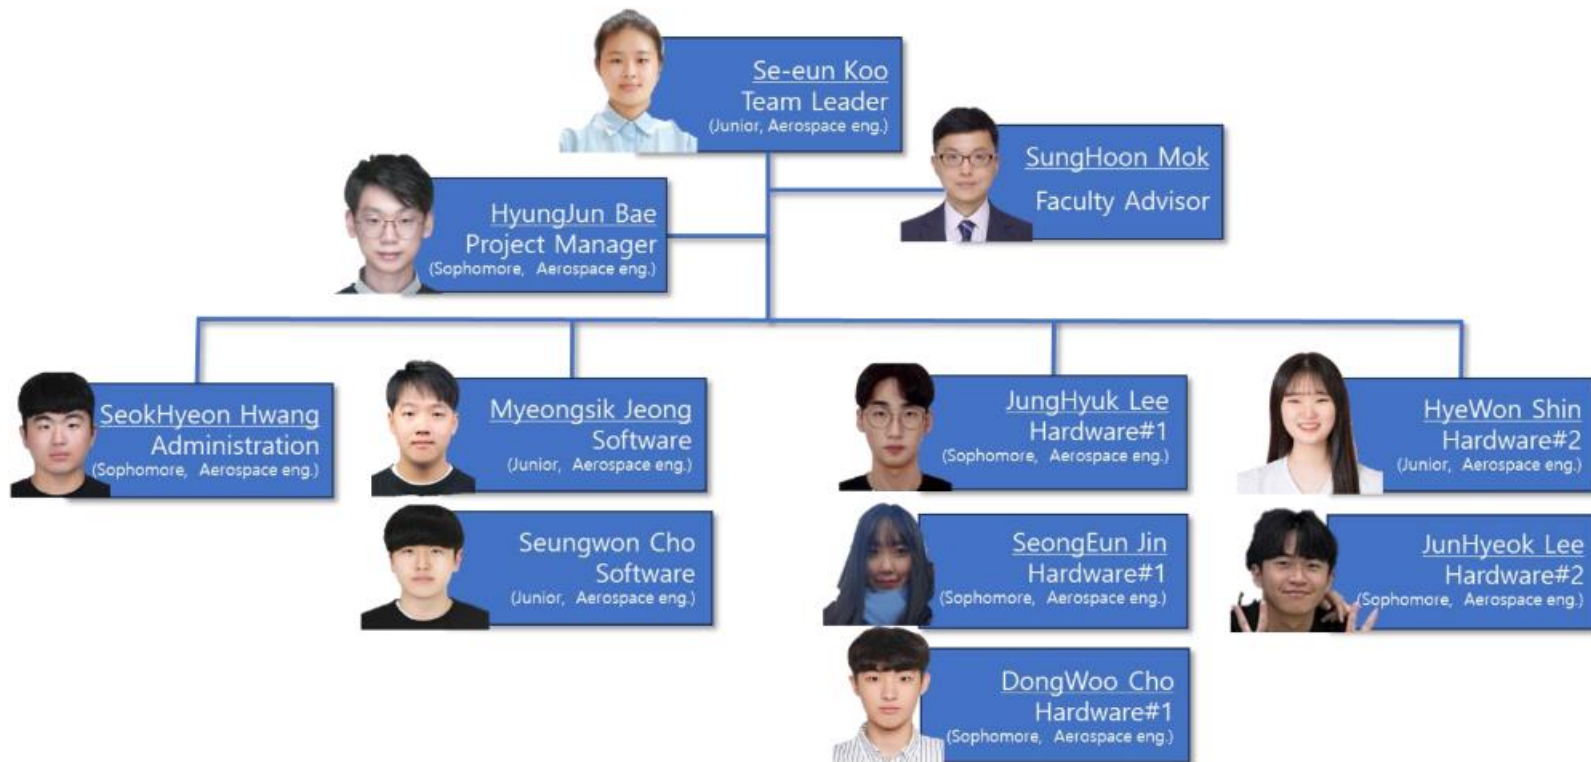 Se-eun Koo
Team Leader
(Junior, Aerospace eng.)
SungHoon Mok
Faculty Advisor
HyungJun Bae
Project Manager
(Sophomore, Aerospace eng.)
SeokHyeon Hwang
Administration
(Sophomore, Aerospace eng.)
Myeongsik Jeong
Software
(Junior, Aerospace eng.)
JungHyuk Lee
Hardware#1
(Sophomore, Aerospace eng.)
HyeWon Shin
Hardware#2
(Junior, Aerospace eng.)
Seungwon Cho
Software
(Junior, Aerospace eng.)
SeongEun Jin
Hardware#1
(Sophomore, Aerospace eng.)
JunHyeok Lee
Hardware#2
(Sophomore, Aerospace eng.)
DongWoo Cho
Hardware#1
(Sophomore, Aerospace eng.)